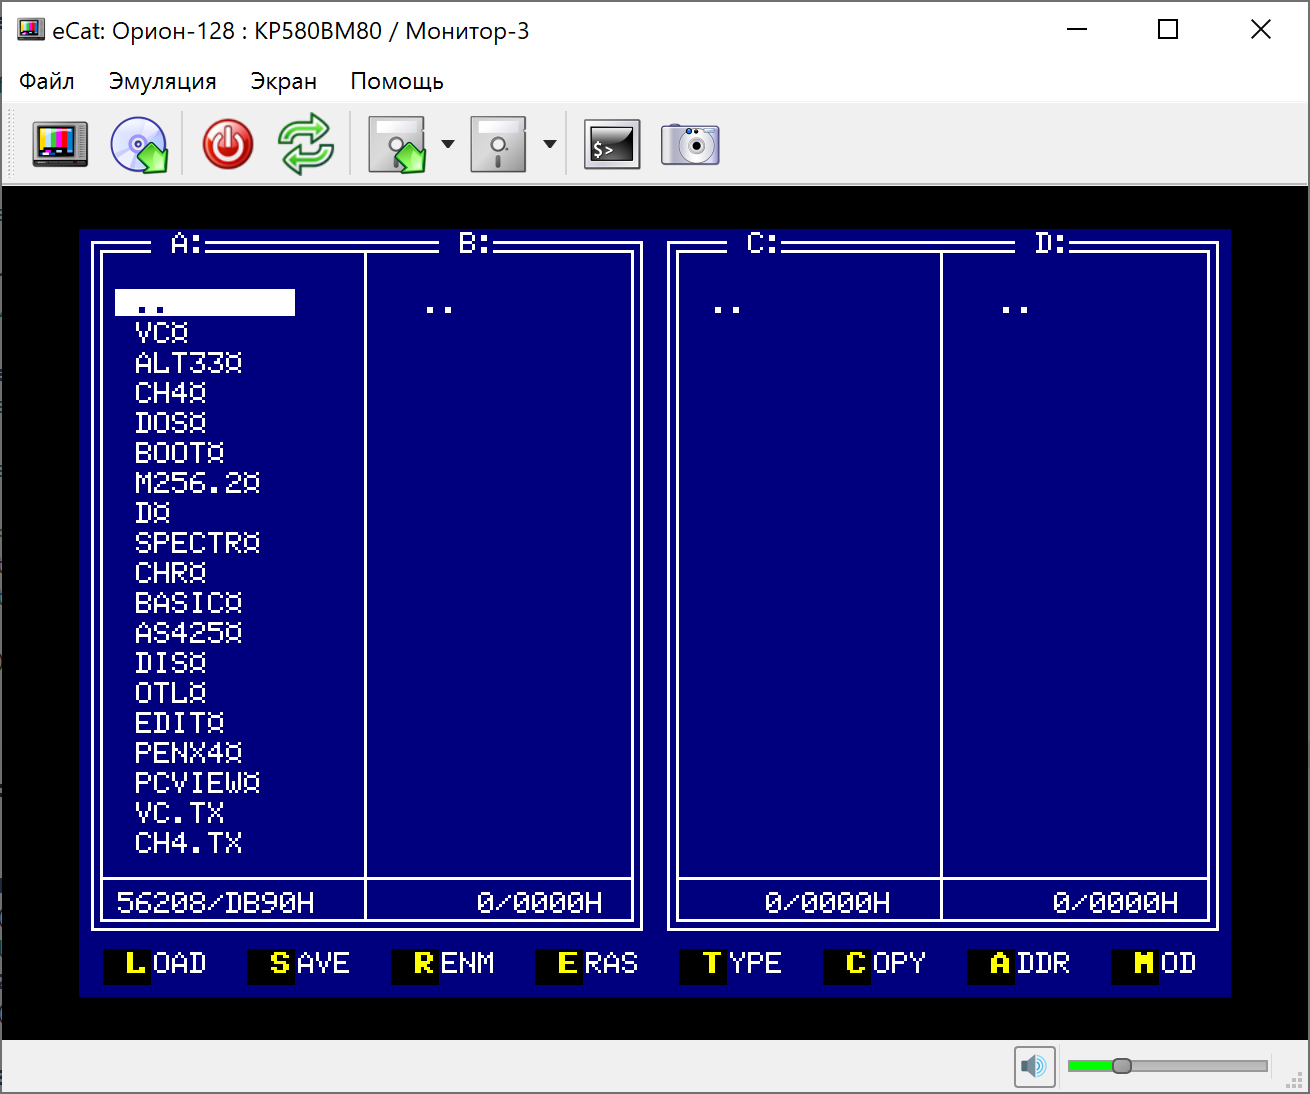 eCat: Орион-128 : КР580ВМ80 / Монитор-3
Файл Эмуляция Экран Помощь
$>
A: B: C: D:
.. .. .. ..
VC¤
ALT33¤
CH4¤
DOS¤
BOOT¤
M256.2¤
D¤
SPECTR¤
CHR¤
BASIC¤
AS425¤
DIS¤
OTL¤
EDIT¤
PENX4¤
PCVIEW¤
VC.TX
CH4.TX
56208/DB90H 0/0000H 0/0000H 0/0000H
LOAD SAVE RENM ERAS TYPE COPY ADDR MOD